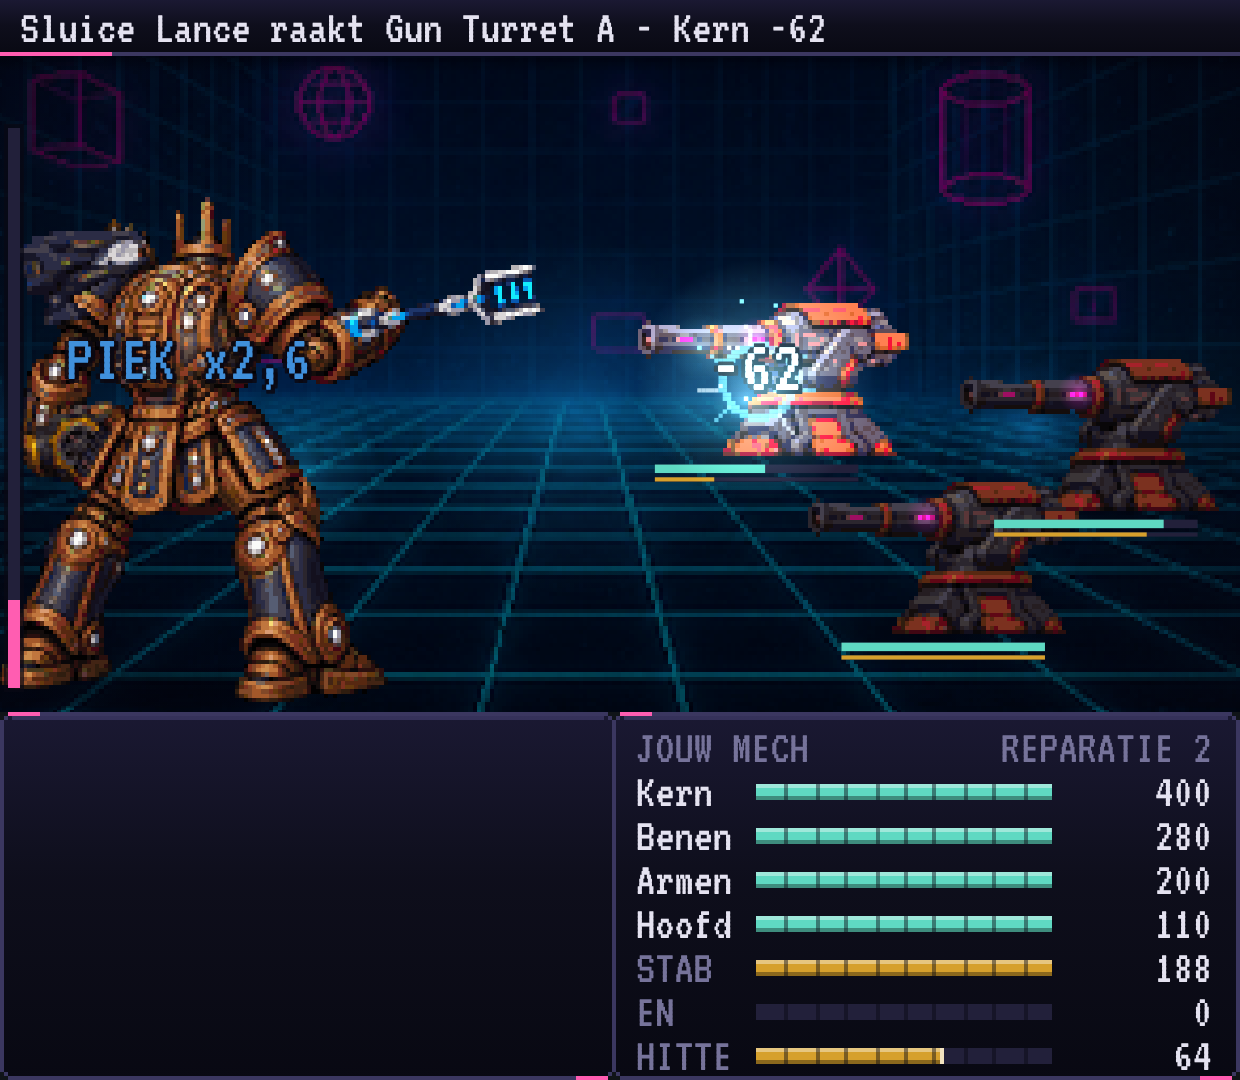 Sluice Lance raakt Gun Turret A - Kern -62
PIEK x2,6
-62
JOUW MECH REPARATIE 2
Kern 400
Benen 280
Armen 200
Hoofd 110
STAB 188
EN 0
HITTE 64